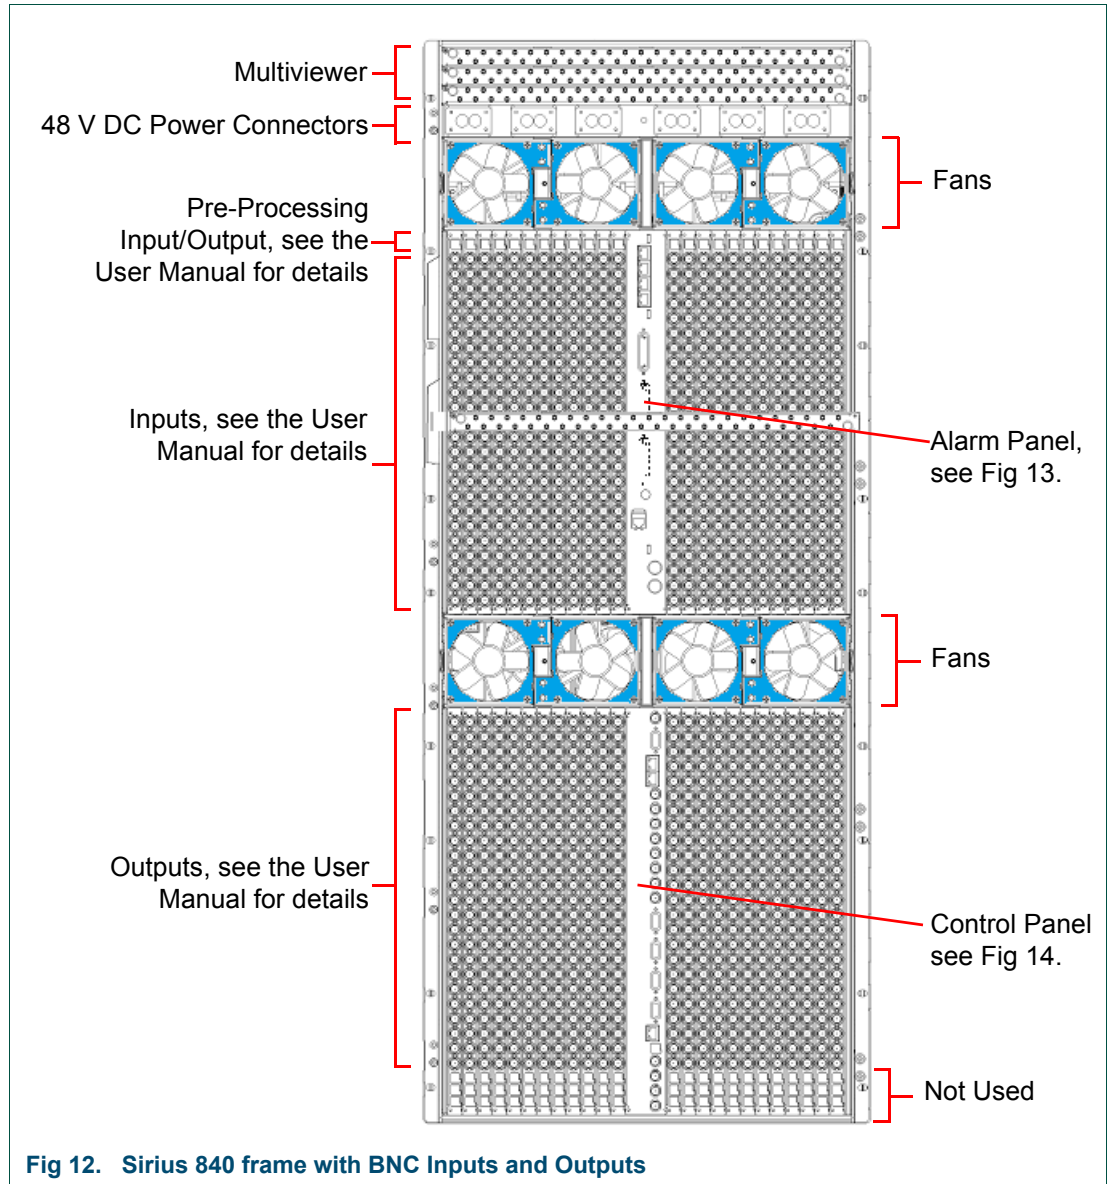 Multiviewer
48 V DC Power Connectors
Fans
Pre-Processing
Input/Output, see the
User Manual for details
Inputs, see the User
Manual for details
Alarm Panel,
see Fig 13.
Fans
Outputs, see the User
Manual for details
Control Panel
see Fig 14.
Not Used
Fig 12. Sirius 840 frame with BNC Inputs and Outputs